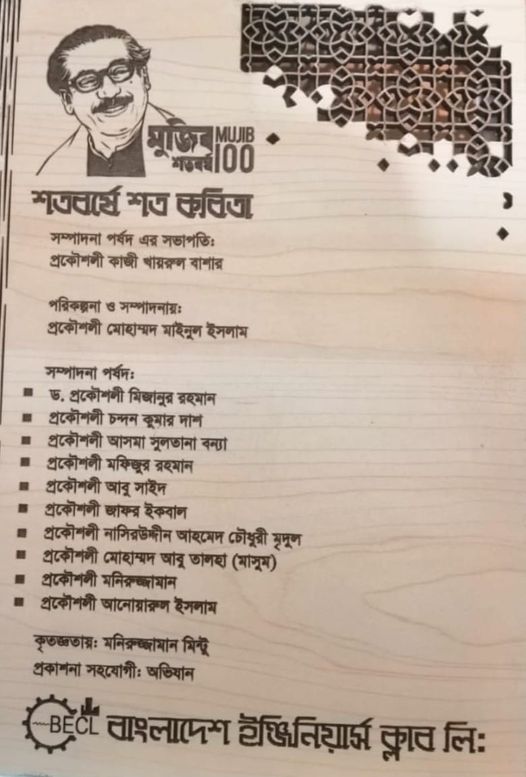 মুজিব MUJIB
শতবর্ষ 100
শতবর্ষে শত কবিতা
সম্পাদনা পর্ষদ এর সভাপতি:
প্রকৌশলী কাজী খায়রুল বাশার
পরিকল্পনা ও সম্পাদনায়:
প্রকৌশলী মোহাম্মদ মাইনুল ইসলাম
সম্পাদনা পর্ষদ:
ড. প্রকৌশলী মিজানুর রহমান
প্রকৌশলী চন্দন কুমার দাশ
প্রকৌশলী আসমা সুলতানা বন্যা
প্রকৌশলী মফিজুর রহমান
প্রকৌশলী আবু সাইদ
প্রকৌশলী জাফর ইকবাল
প্রকৌশলী নাসিরউদ্দীন আহমেদ চৌধুরী মৃদুল
প্রকৌশলী মোহাম্মদ আবু তালহা (মাসুম)
প্রকৌশলী মনিরুজ্জামান
প্রকৌশলী আনোয়ারুল ইসলাম
কৃতজ্ঞতায়: মনিরুজ্জামান মিন্টু
প্রকাশনা সহযোগী: অভিযান
BECL বাংলাদেশ ইঞ্জিনিয়ার্স ক্লাব লি: